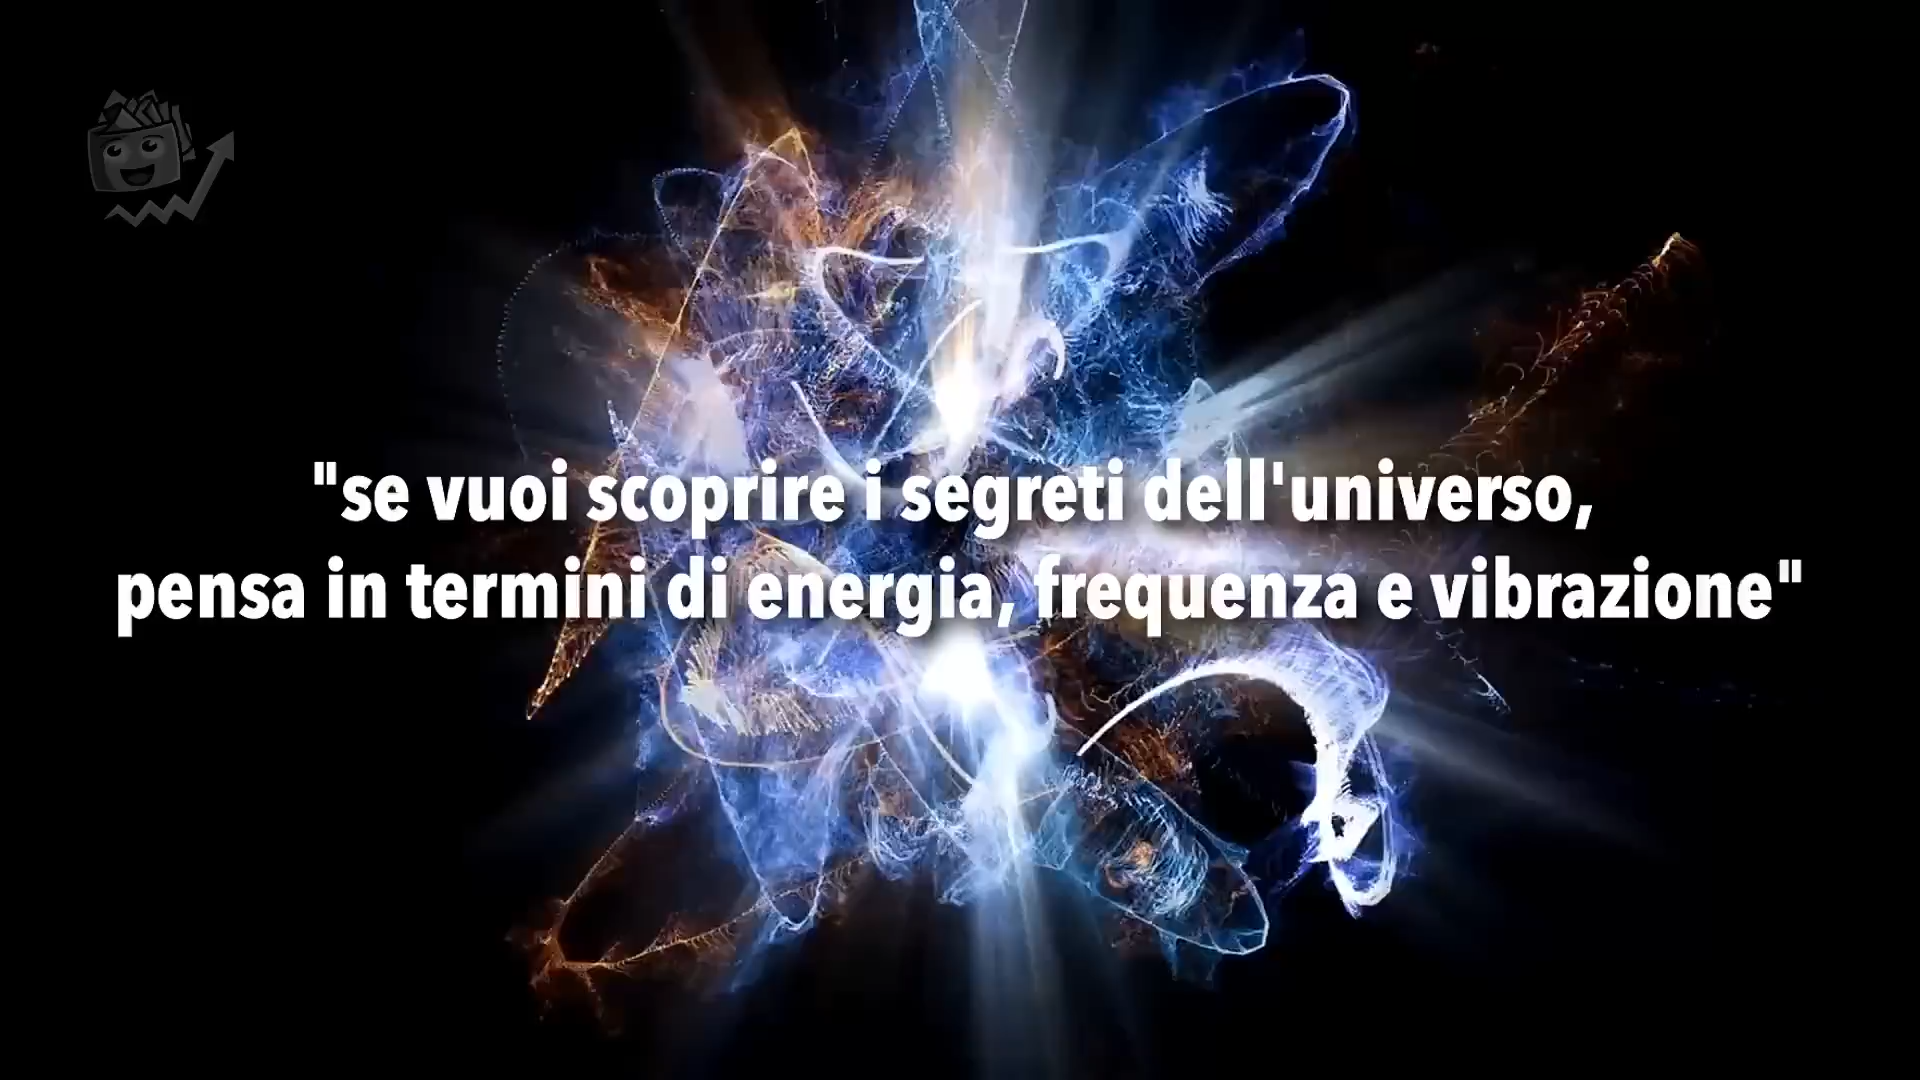 "se vuoi scoprire i segreti dell'universo,
pensa in termini di energia, frequenza e vibrazione"